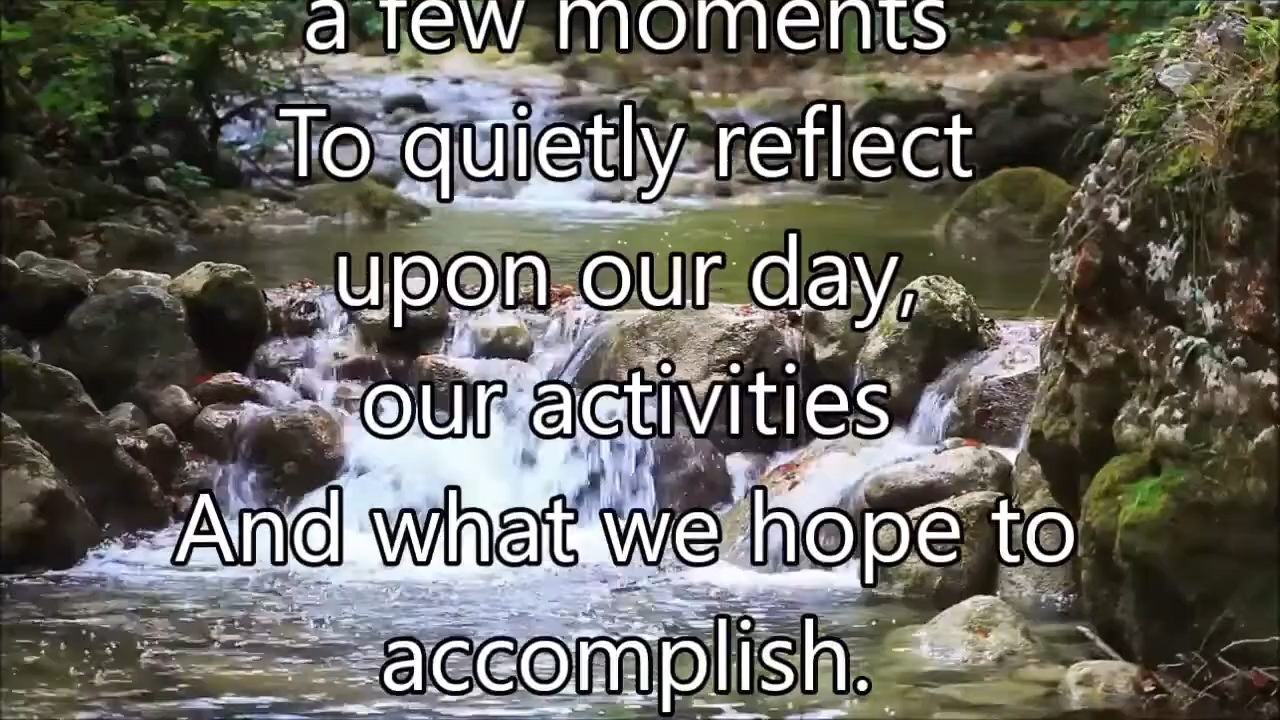 a few moments
To quietly reflect
upon our day,
our activities
And what we hope to
accomplish.